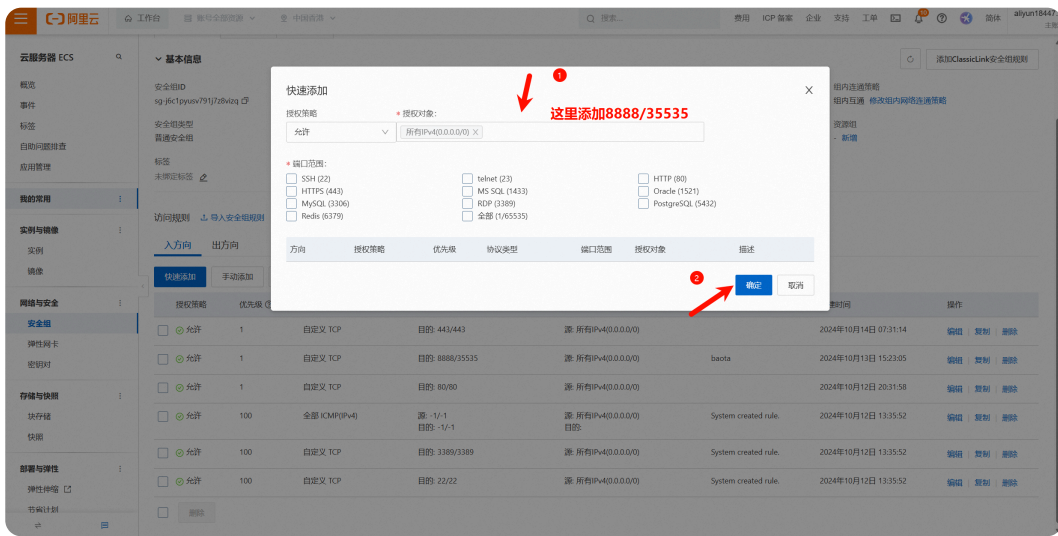 阿里云 工作台 账号全部资源 中国香港 搜索... 费用 ICP 备案 企业 支持 工单 简体 aliyun18447
云服务器 ECS
概览
事件
标签
自助问题排查
应用管理
我的常用
实例与镜像
实例
镜像
网络与安全
安全组
弹性网卡
密钥对
存储与快照
块存储
快照
部署与弹性
弹性伸缩
节省计划
基本信息
添加ClassicLink安全组规则
安全组ID
sg-j6c1pyusv791j7z8vizq
安全组类型
普通安全组
标签
未绑定标签
组内连通策略
组内互通 修改组内网络连通策略
资源组
- 新增
访问规则 导入安全组规则
入方向 出方向
快速添加 手动添加
快速添加
1
授权策略 * 授权对象:
这里添加8888/35535
允许 所有IPv4(0.0.0.0/0) ×
* 端口范围:
SSH (22) telnet (23) HTTP (80)
HTTPS (443) MS SQL (1433) Oracle (1521)
MySQL (3306) RDP (3389) PostgreSQL (5432)
Redis (6379) 全部 (1/65535)
方向 授权策略 优先级 协议类型 端口范围 授权对象 描述
2
确定 取消
授权策略 优先级 操作
允许 1 自定义 TCP 目的: 443/443 源: 所有IPv4(0.0.0.0/0) 2024年10月14日 07:31:14 编辑 复制 删除
允许 1 自定义 TCP 目的: 8888/35535 源: 所有IPv4(0.0.0.0/0) baota 2024年10月13日 15:23:05 编辑 复制 删除
允许 1 自定义 TCP 目的: 80/80 源: 所有IPv4(0.0.0.0/0) 2024年10月12日 20:31:58 编辑 复制 删除
允许 100 全部 ICMP(IPv4) 源: -1/-1 源: 所有IPv4(0.0.0.0/0) System created rule. 2024年10月12日 13:35:52 编辑 复制 删除
目的: -1/-1 目的:
允许 100 自定义 TCP 目的: 3389/3389 源: 所有IPv4(0.0.0.0/0) System created rule. 2024年10月12日 13:35:52 编辑 复制 删除
允许 100 自定义 TCP 目的: 22/22 源: 所有IPv4(0.0.0.0/0) System created rule. 2024年10月12日 13:35:52 编辑 复制 删除
删除